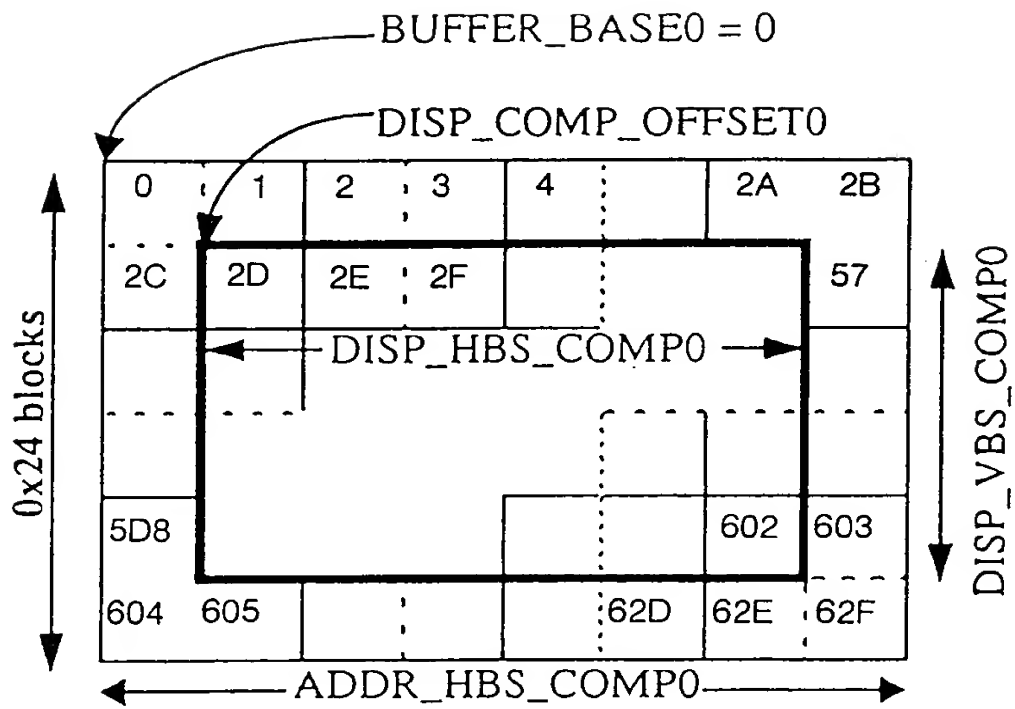 BUFFER_BASE0 = 0
DISP_COMP_OFFSET0
0 1 2 3 4 2A 2B
2C 2D 2E 2F 57
DISP_HBS_COMP0
0x24 blocks
DISP_VBS_COMP0
5D8 602 603
604 605 62D 62E 62F
ADDR_HBS_COMP0